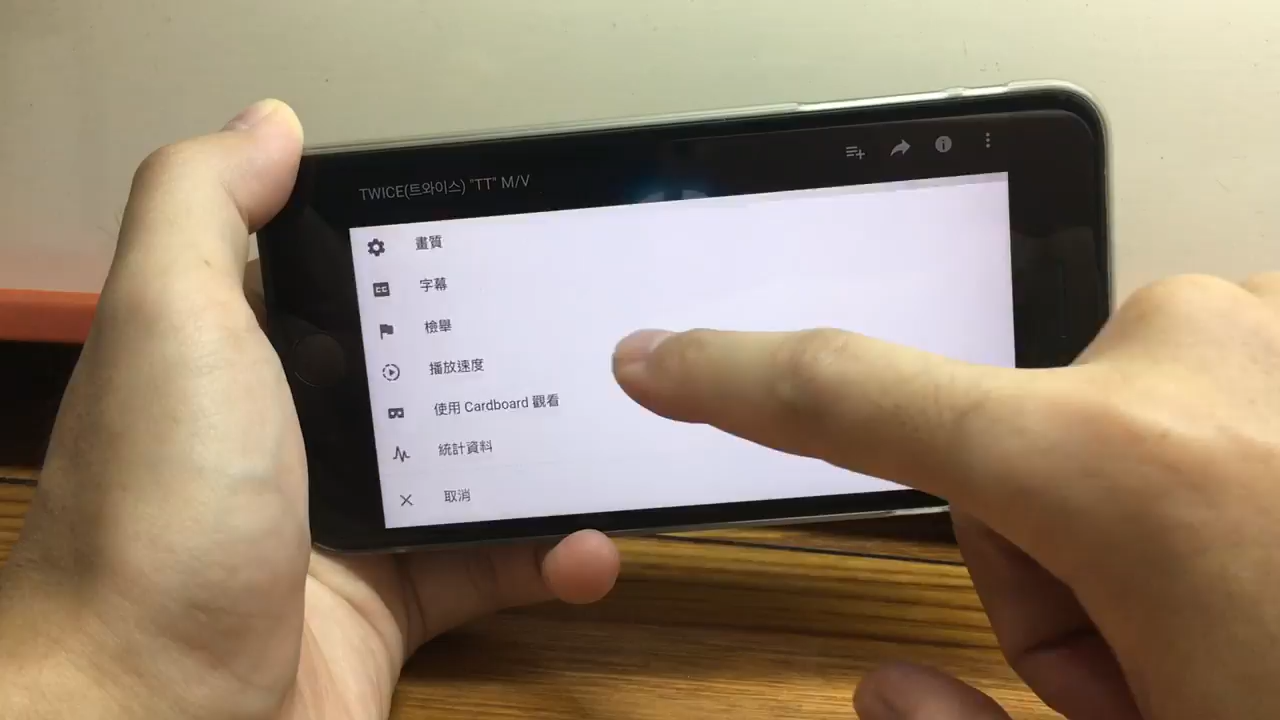 TWICE(트와이스) "TT" M/V
畫質
字幕
檢舉
播放速度
使用 Cardboard 觀看
統計資料
取消